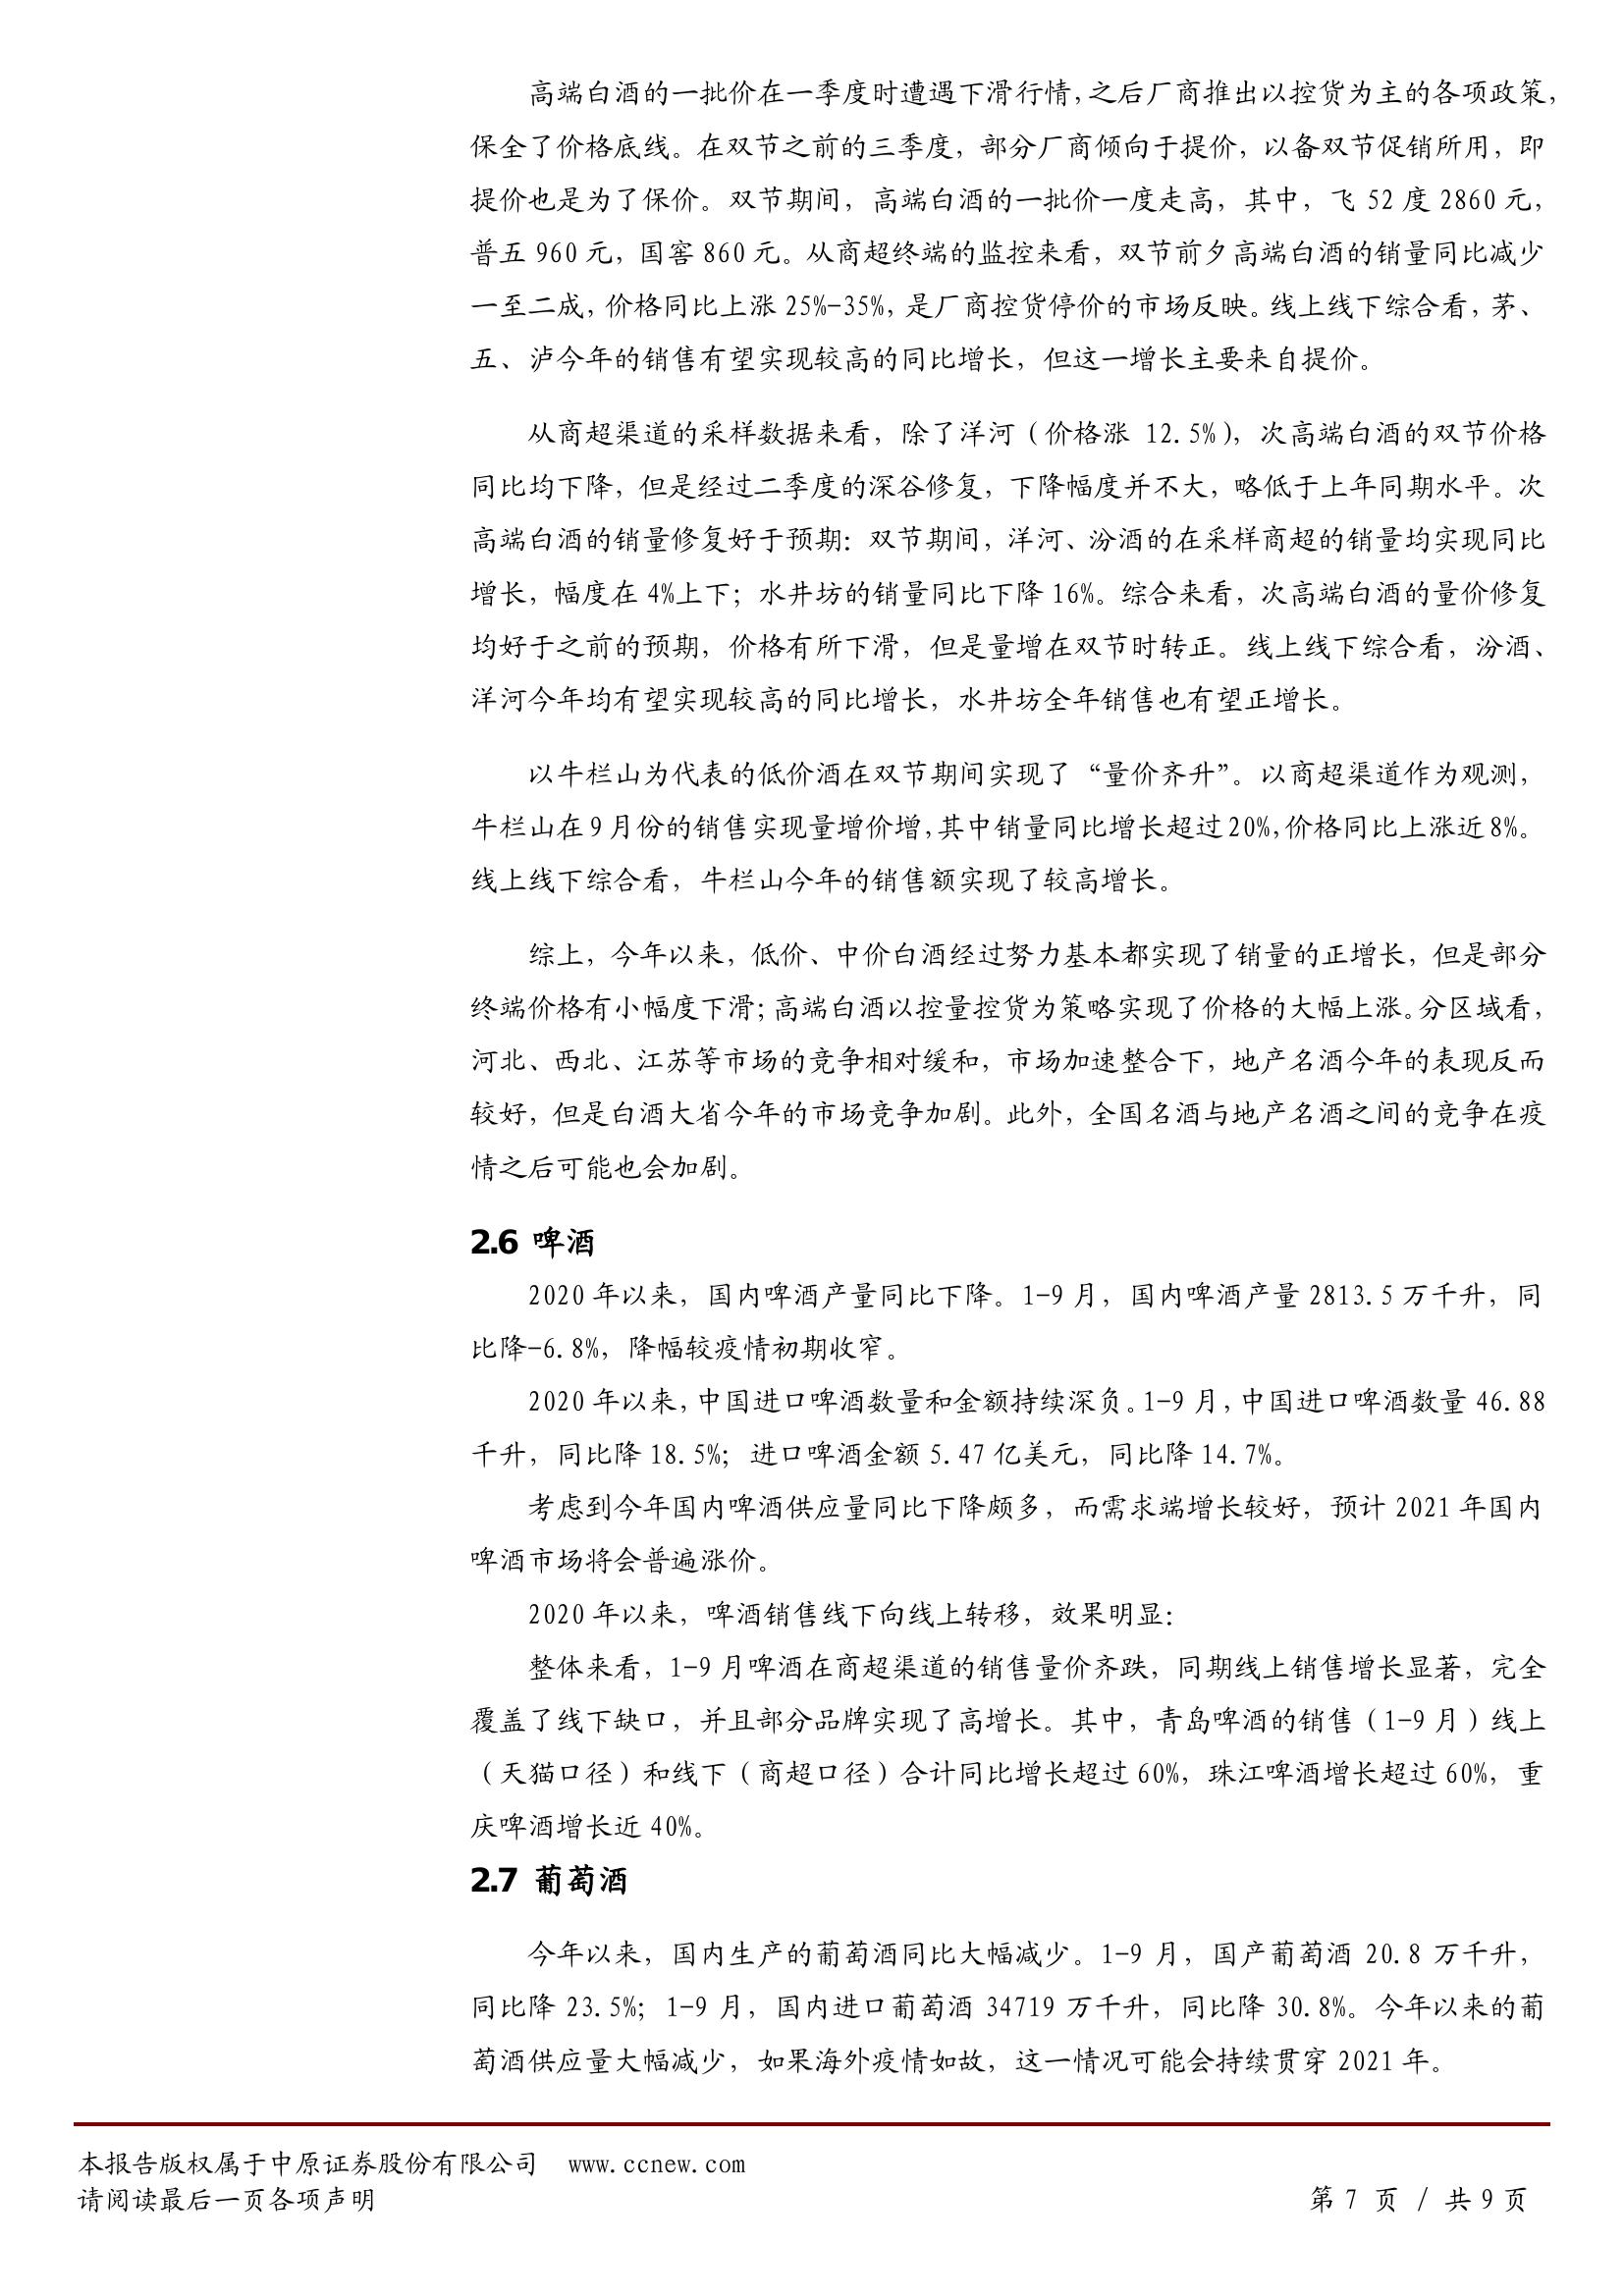 高端白酒的一批价在一季度时遭遇下滑行情，之后厂商推出以控货为主的各项政策，
保全了价格底线。在双节之前的三季度，部分厂商倾向于提价，以备双节促销所用，即
提价也是为了保价。双节期间，高端白酒的一批价一度走高，其中，飞 52 度 2860 元，
普五 960 元，国窖 860 元。从商超终端的监控来看，双节前夕高端白酒的销量同比减少
一至二成，价格同比上涨 25%-35%，是厂商控货停价的市场反映。线上线下综合看，茅、
五、泸今年的销售有望实现较高的同比增长，但这一增长主要来自提价。
从商超渠道的采样数据来看，除了洋河（价格涨 12.5%），次高端白酒的双节价格
同比均下降，但是经过二季度的深谷修复，下降幅度并不大，略低于上年同期水平。次
高端白酒的销量修复好于预期：双节期间，洋河、汾酒的在采样商超的销量均实现同比
增长，幅度在 4%上下；水井坊的销量同比下降 16%。综合来看，次高端白酒的量价修复
均好于之前的预期，价格有所下滑，但是量增在双节时转正。线上线下综合看，汾酒、
洋河今年均有望实现较高的同比增长，水井坊全年销售也有望正增长。
以牛栏山为代表的低价酒在双节期间实现了“量价齐升”。以商超渠道作为观测，
牛栏山在 9 月份的销售实现量增价增，其中销量同比增长超过 20%，价格同比上涨近 8%。
线上线下综合看，牛栏山今年的销售额实现了较高增长。
综上，今年以来，低价、中价白酒经过努力基本都实现了销量的正增长，但是部分
终端价格有小幅度下滑；高端白酒以控量控货为策略实现了价格的大幅上涨。分区域看，
河北、西北、江苏等市场的竞争相对缓和，市场加速整合下，地产名酒今年的表现反而
较好，但是白酒大省今年的市场竞争加剧。此外，全国名酒与地产名酒之间的竞争在疫
情之后可能也会加剧。
2.6 啤酒
2020 年以来，国内啤酒产量同比下降。1-9 月，国内啤酒产量 2813.5 万千升，同
比降-6.8%，降幅较疫情初期收窄。
2020 年以来，中国进口啤酒数量和金额持续深负。1-9 月，中国进口啤酒数量 46.88
千升，同比降 18.5%；进口啤酒金额 5.47 亿美元，同比降 14.7%。
考虑到今年国内啤酒供应量同比下降颇多，而需求端增长较好，预计 2021 年国内
啤酒市场将会普遍涨价。
2020 年以来，啤酒销售线下向线上转移，效果明显：
整体来看，1-9 月啤酒在商超渠道的销售量价齐跌，同期线上销售增长显著，完全
覆盖了线下缺口，并且部分品牌实现了高增长。其中，青岛啤酒的销售（1-9 月）线上
（天猫口径）和线下（商超口径）合计同比增长超过 60%，珠江啤酒增长超过 60%，重
庆啤酒增长近 40%。
2.7 葡萄酒
今年以来，国内生产的葡萄酒同比大幅减少。1-9 月，国产葡萄酒 20.8 万千升，
同比降 23.5%；1-9 月，国内进口葡萄酒 34719 万千升，同比降 30.8%。今年以来的葡
萄酒供应量大幅减少，如果海外疫情如故，这一情况可能会持续贯穿 2021 年。
本报告版权属于中原证券股份有限公司 www.ccnew.com
请阅读最后一页各项声明
第 7 页 / 共 9 页